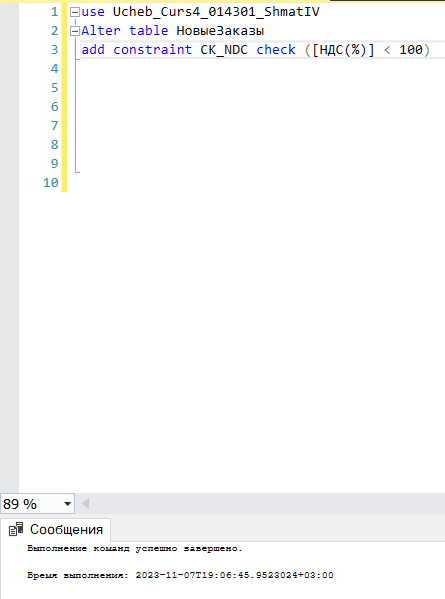 1 use Ucheb_Curs4_014301_ShmatIV
2 Alter table НовыеЗаказы
3 add constraint CK_NDC check ([НДС(%)] < 100)
4
5
6
7
8
9
10
89 %
Сообщения
Выполнение команд успешно завершено.
Время выполнения: 2023-11-07T19:06:45.9523024+03:00